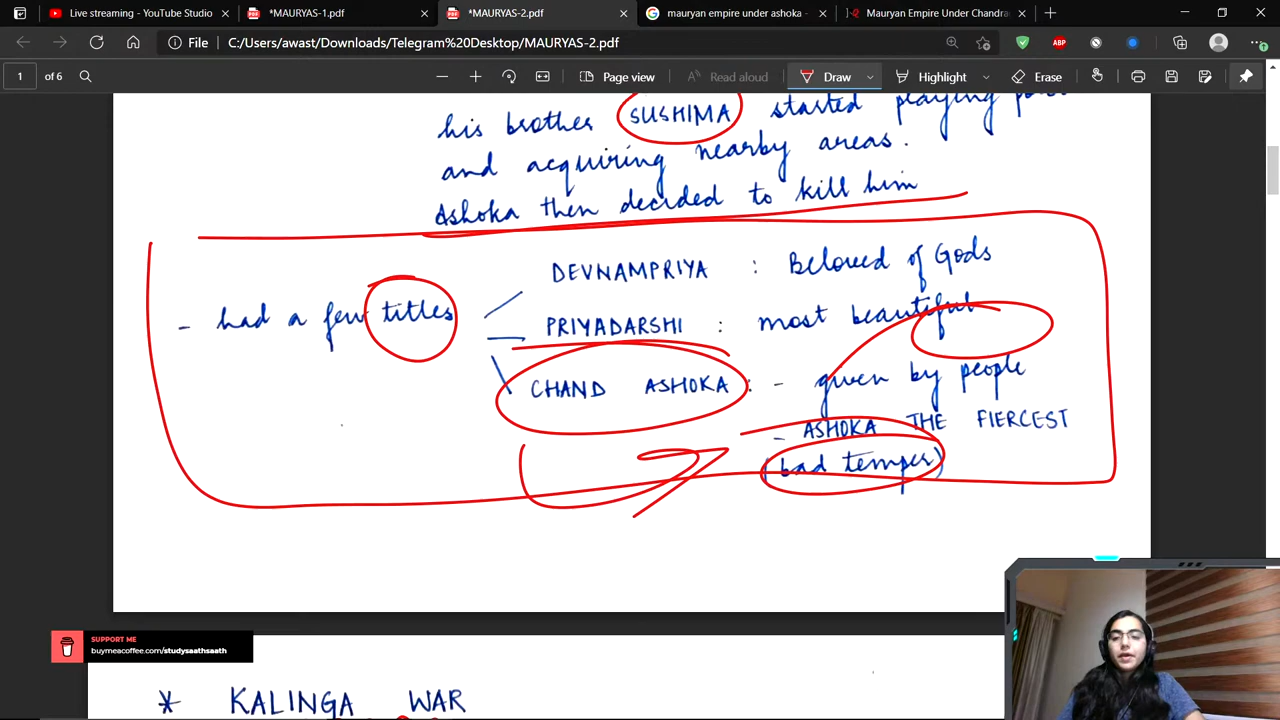 Live streaming - YouTube Studio
*MAURYAS-1.pdf
*MAURYAS-2.pdf
mauryan empire under ashoka -
Mauryan Empire Under Chandra
File
C:/Users/awast/Downloads/Telegram%20Desktop/MAURYAS-2.pdf
ABP
1 of 6
Page view
Read aloud
Draw
Highlight
Erase
his brother SUSHIMA started playing
and acquiring nearby areas.
Ashoka then decided to kill him
- had a few titles
DEVNAMPRIYA : Beloved of Gods
PRIYADARSHI : most beautiful
CHAND ASHOKA : - given by people
- ASHOKA THE FIERCEST
(bad temper)
SUPPORT ME
buymeacoffee.com/studysaathsaath
* KALINGA WAR